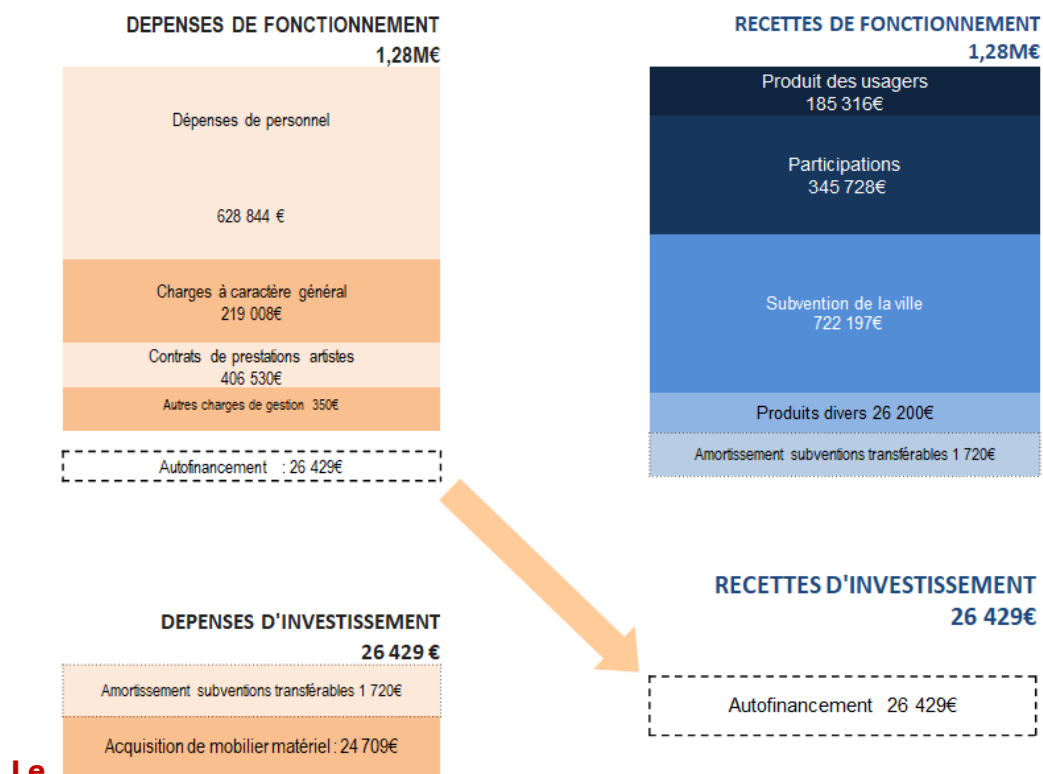 DEPENSES DE FONCTIONNEMENT
1,28M€
Dépenses de personnel
628 844 €
Charges à caractère général
219 008€
Contrats de prestations artistes
406 530€
Autres charges de gestion 350€
Autofinancement : 26 429€
RECETTES DE FONCTIONNEMENT
1,28M€
Produit des usagers
185 316€
Participations
345 728€
Subvention de la ville
722 197€
Produits divers 26 200€
Amortissement subventions transférables 1 720€
DEPENSES D'INVESTISSEMENT
26 429 €
Amortissement subventions transférables 1 720€
Acquisition de mobilier matériel : 24 709€
RECETTES D'INVESTISSEMENT
26 429€
Autofinancement 26 429€
Le